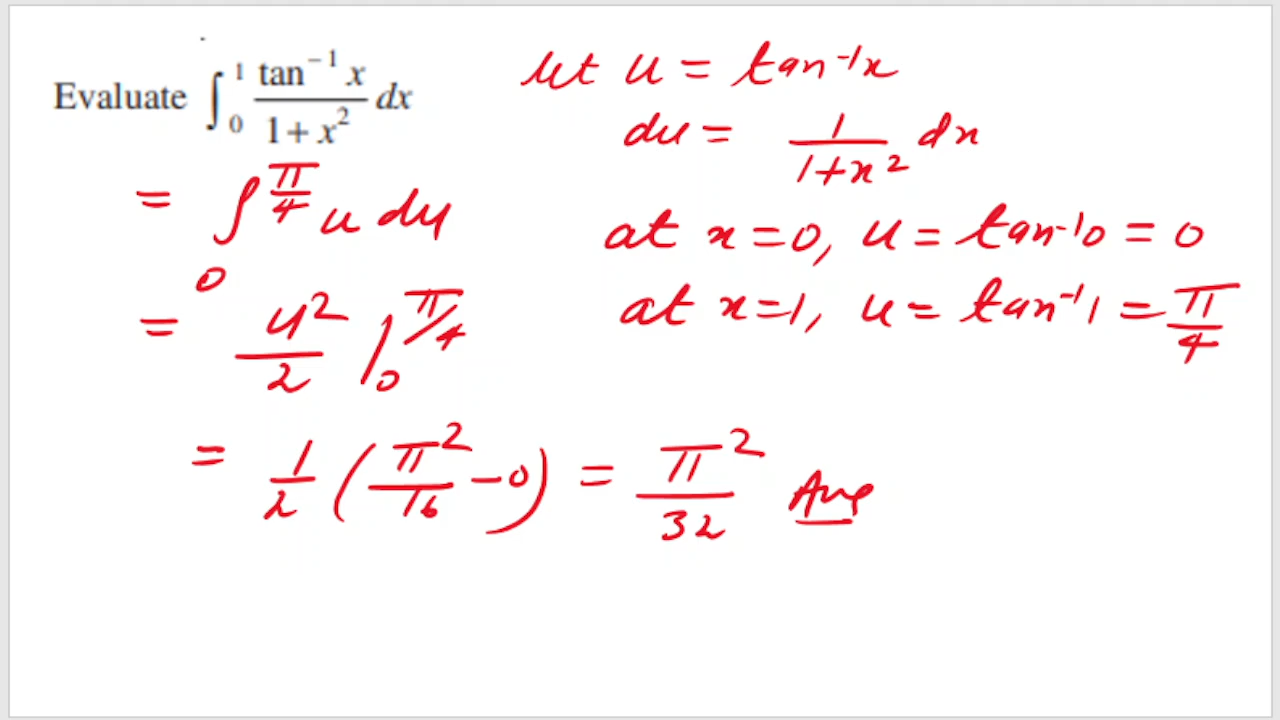 Evaluate ∫₀¹ tan⁻¹ x / (1 + x²) dx
let u = tan⁻¹x
du = 1/(1+x²) dx
at x=0, u = tan⁻¹0 = 0
at x=1, u = tan⁻¹1 = π/4
= ∫₀^(π/4) u du
= u²/2 |₀^(π/4)
= 1/2 (π²/16 − 0) = π²/32 Ans